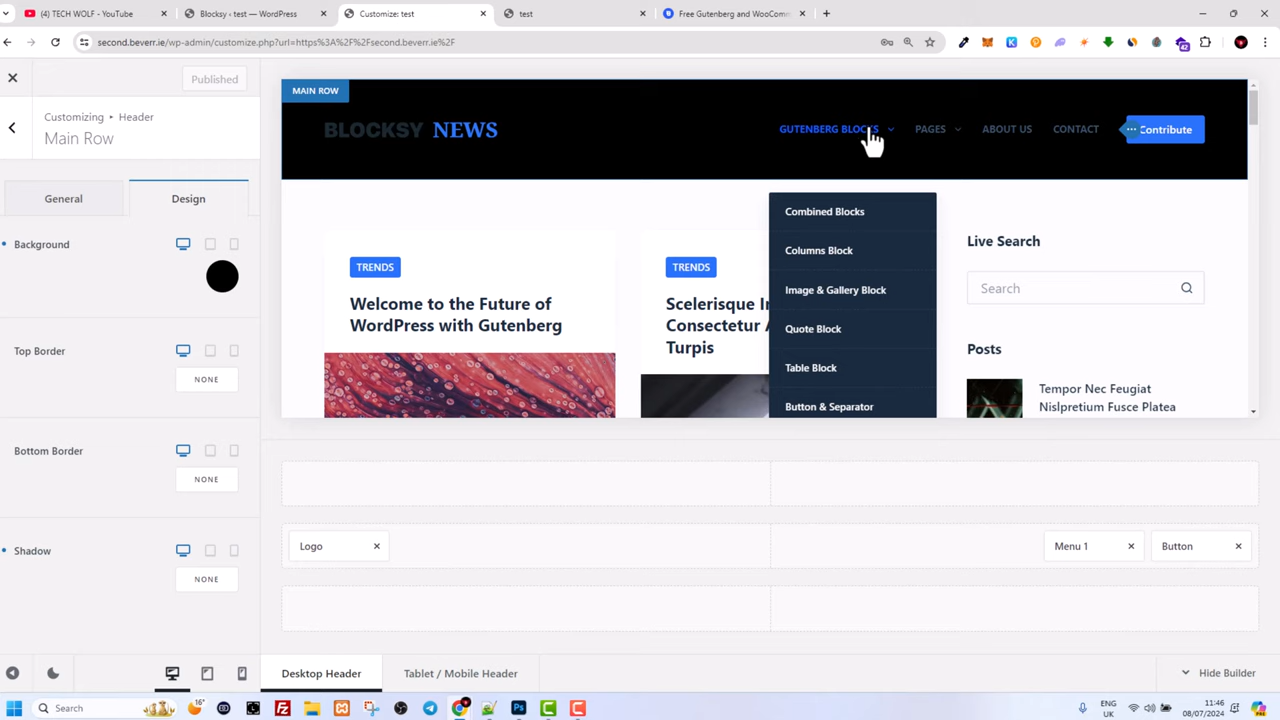 TECH WOLF - YouTube
Blocksy ‹ test — WordPress
Customize: test
test
Free Gutenberg and WooComm
second.beverr.ie/wp-admin/customize.php?url=https%3A%2F%2Fsecond.beverr.ie%2F
42
Published
Customizing › Header
Main Row
General
Design
Background
Top Border
NONE
Bottom Border
NONE
Shadow
NONE
MAIN ROW
BLOCKSY NEWS
GUTENBERG BLOCKS
PAGES
ABOUT US
CONTACT
Contribute
Combined Blocks
Columns Block
Image & Gallery Block
Quote Block
Table Block
Button & Separator
TRENDS
Welcome to the Future of
WordPress with Gutenberg
TRENDS
Scelerisque In
Consectetur A
Turpis
Live Search
Search
Posts
Tempor Nec Feugiat
Nislpretium Fusce Platea
Logo
Menu 1
Button
Desktop Header
Tablet / Mobile Header
Hide Builder
Search
16°
ENG
UK
11:46
08/07/2024